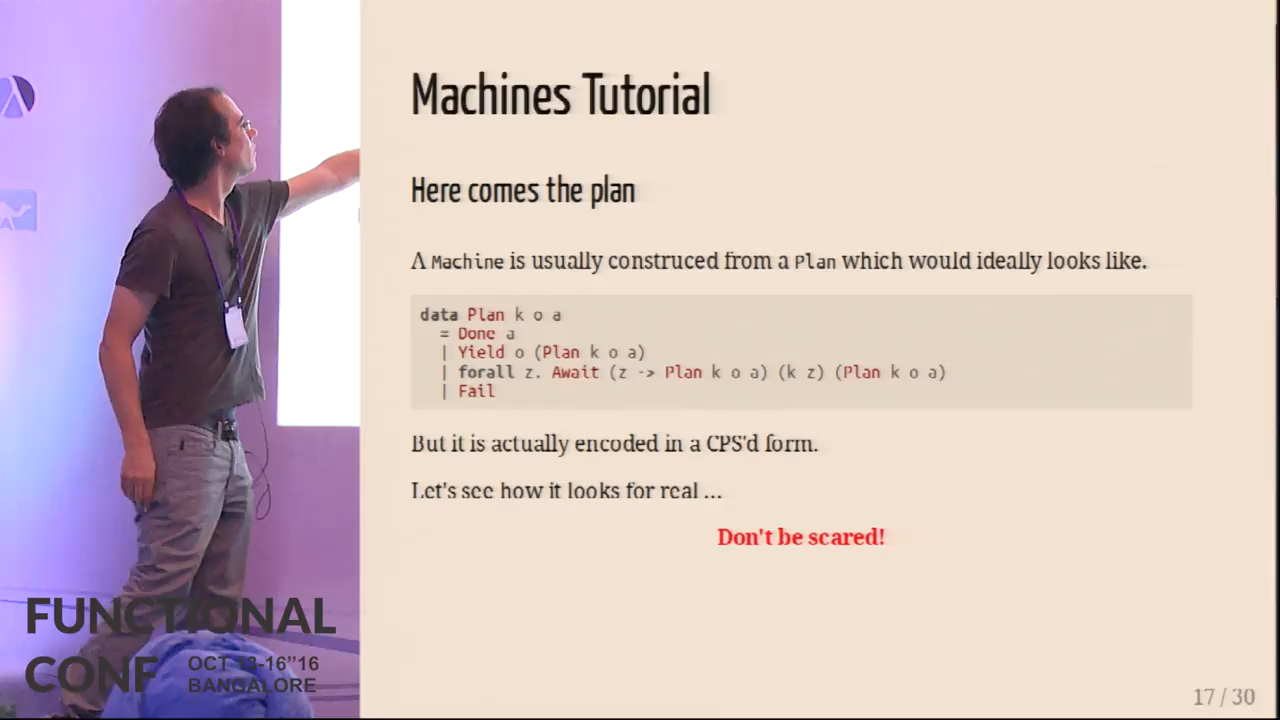 Machines Tutorial
Here comes the plan
A Machine is usually construced from a Plan which would ideally looks like.
data Plan k o a
= Done a
| Yield o (Plan k o a)
| forall z. Await (z -> Plan k o a) (k z) (Plan k o a)
| Fail
But it is actually encoded in a CPS'd form.
Let's see how it looks for real ...
Don't be scared!
17 / 30
FUNCTIONAL
CONF
OCT 13-16"16
BANGALORE